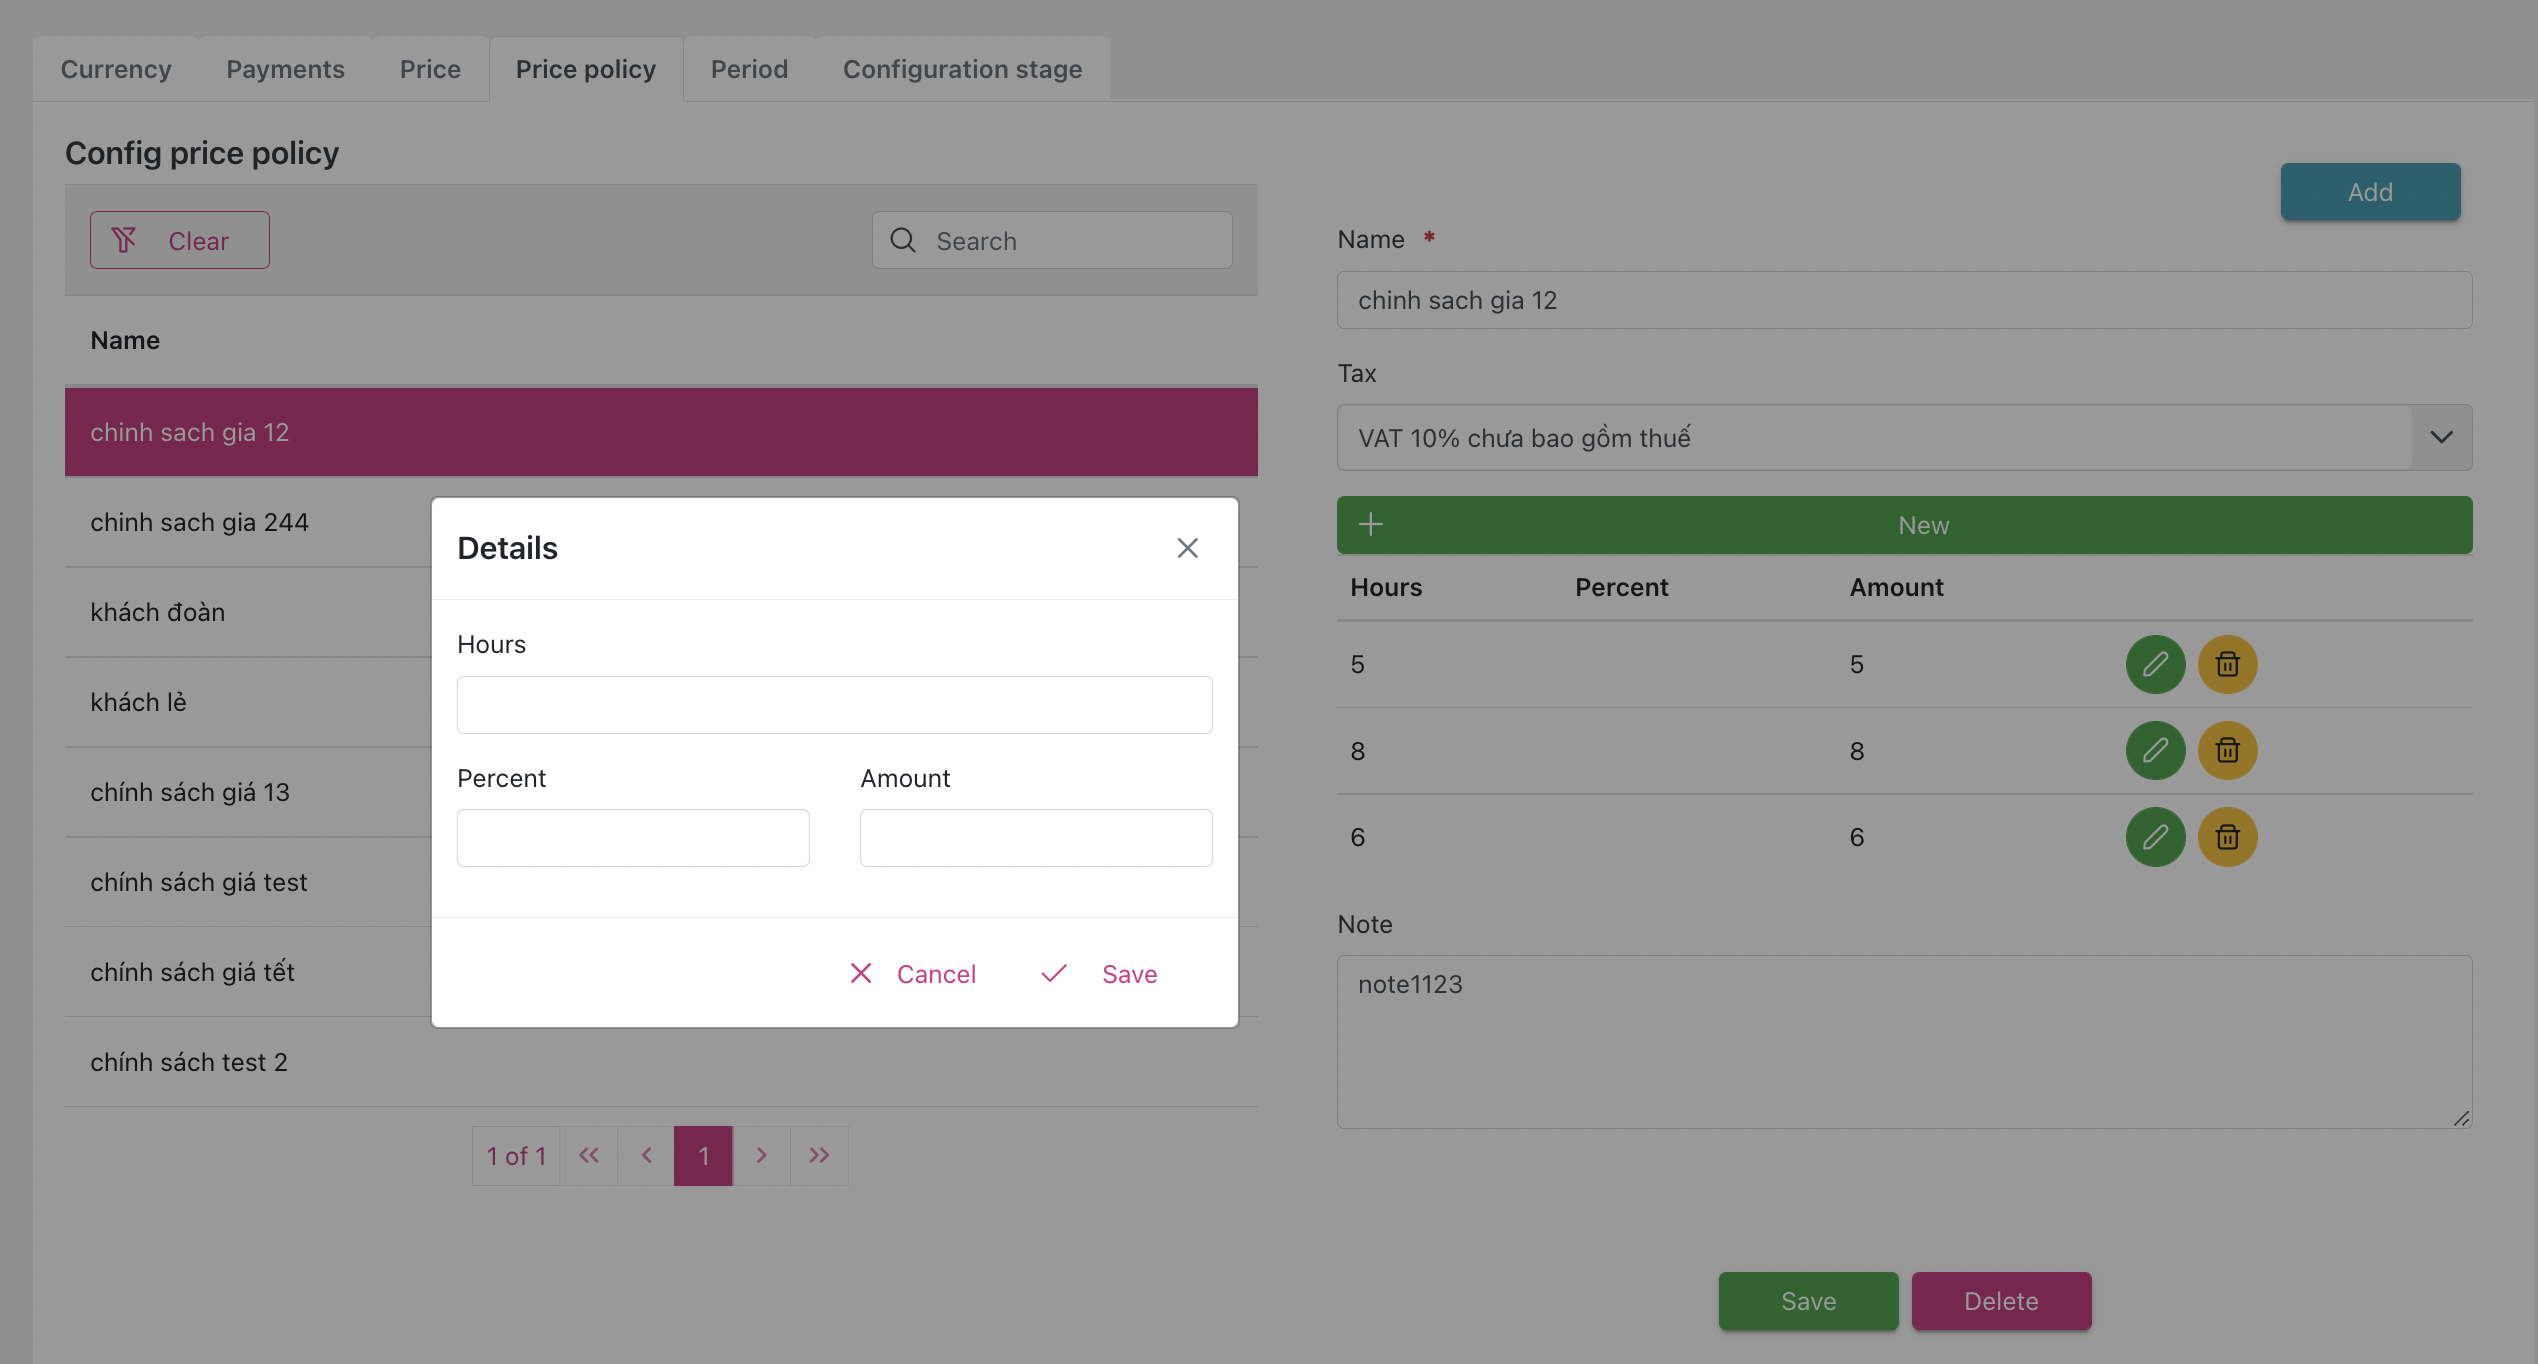 Currency Payments Price Price policy Period Configuration stage
Config price policy
Clear
Search
Name
chinh sach gia 12
chinh sach gia 244
khách đoàn
khách lẻ
chính sách giá 13
chính sách giá test
chính sách giá tết
chính sách test 2
1 of 1 1
Add
Name *
chinh sach gia 12
Tax
VAT 10% chưa bao gồm thuế
New
Hours Percent Amount
5 5
8 8
6 6
Note
note1123
Save Delete
Details
Hours
Percent Amount
Cancel Save